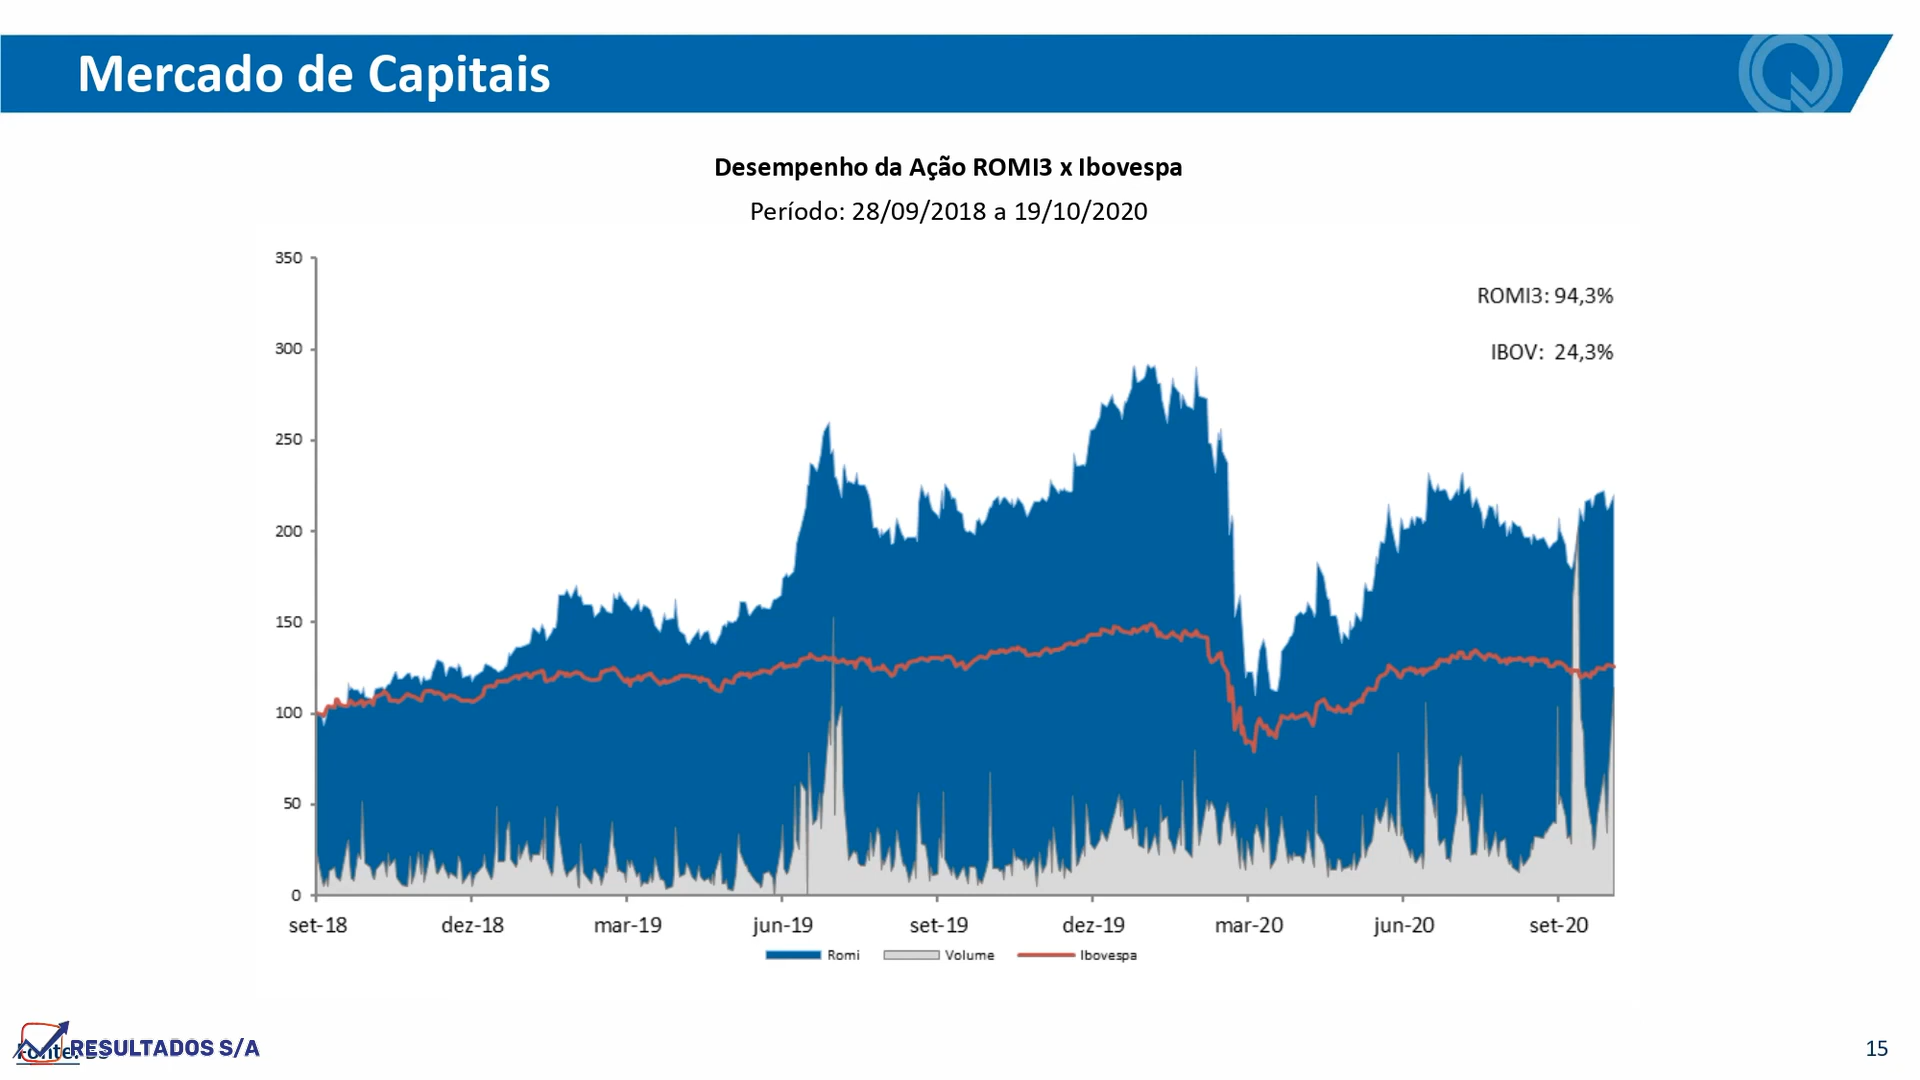 Mercado de Capitais
Desempenho da Ação ROMI3 x Ibovespa
Período: 28/09/2018 a 19/10/2020
350
300
250
200
150
100
50
0
ROMI3: 94,3%
IBOV: 24,3%
set-18 dez-18 mar-19 jun-19 set-19 dez-19 mar-20 jun-20 set-20
Romi Volume Ibovespa
RESULTADOS S/A
15